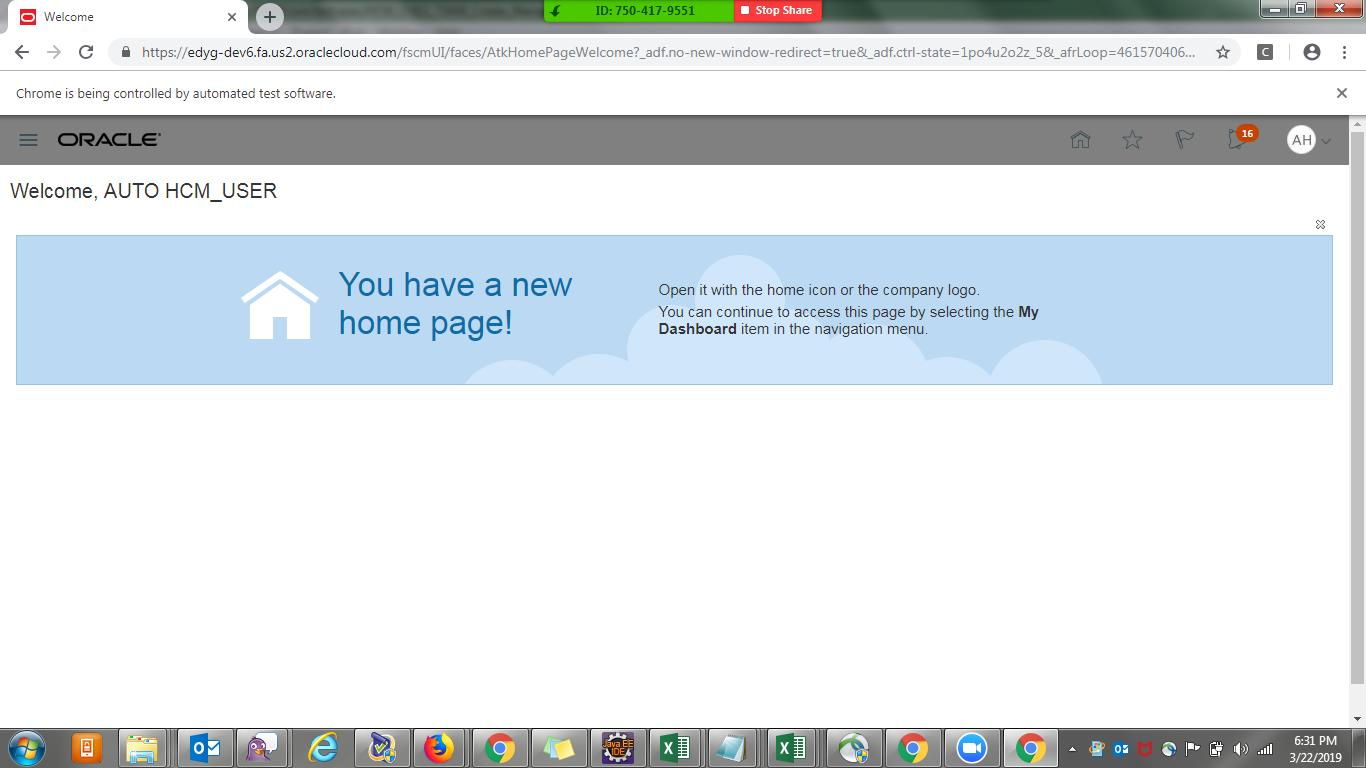 Welcome
ID: 750-417-9551
Stop Share
https://edyg-dev6.fa.us2.oraclecloud.com/fscmUI/faces/AtkHomePageWelcome?_adf.no-new-window-redirect=true&_adf.ctrl-state=1po4u2o2z_5&_afrLoop=461570406...
C
Chrome is being controlled by automated test software.
ORACLE
16
AH
Welcome, AUTO HCM_USER
You have a new
home page!
Open it with the home icon or the company logo.
You can continue to access this page by selecting the My
Dashboard item in the navigation menu.
Java EE
IDE
6:31 PM
3/22/2019